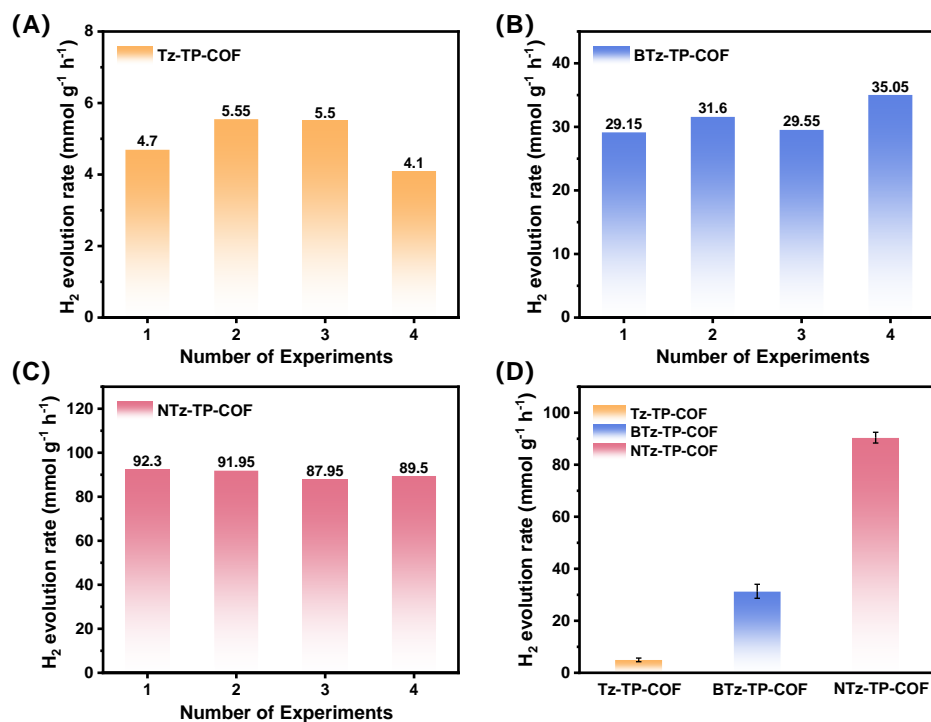 (A)
H₂ evolution rate (mmol g⁻¹ h⁻¹)
8
6
4
2
0
Tz-TP-COF
4.7
5.55
5.5
4.1
1 2 3 4
Number of Experiments
(B)
H₂ evolution rate (mmol g⁻¹ h⁻¹)
40
30
20
10
0
BTz-TP-COF
29.15
31.6
29.55
35.05
1 2 3 4
Number of Experiments
(C)
H₂ evolution rate (mmol g⁻¹ h⁻¹)
120
100
80
60
40
20
0
NTz-TP-COF
92.3
91.95
87.95
89.5
1 2 3 4
Number of Experiments
(D)
H₂ evolution rate (mmol g⁻¹ h⁻¹)
100
80
60
40
20
0
Tz-TP-COF
BTz-TP-COF
NTz-TP-COF
Tz-TP-COF BTz-TP-COF NTz-TP-COF